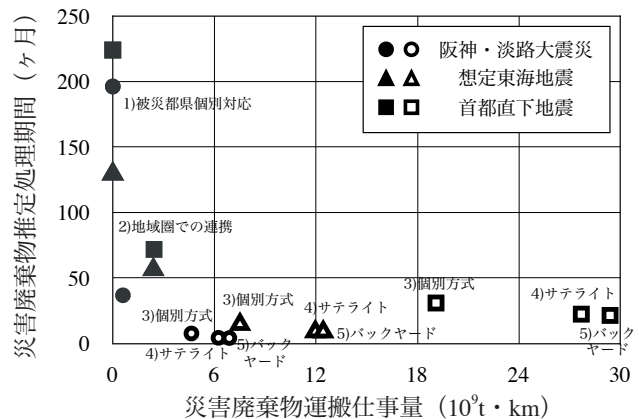 250
200
150
100
50
0
災害廃棄物推定処理期間（ヶ月）
阪神・淡路大震災
想定東海地震
首都直下地震
1)被災都県個別対応
2)地域圏での連携
3)個別方式
4)サテライト
5)バック
ヤード
3)個別方式
4)サテライト
5)バックヤード
3)個別方式
4)サテライト
5)バック
ヤード
0
6
12
18
24
30
災害廃棄物運搬仕事量（10⁹t・km）